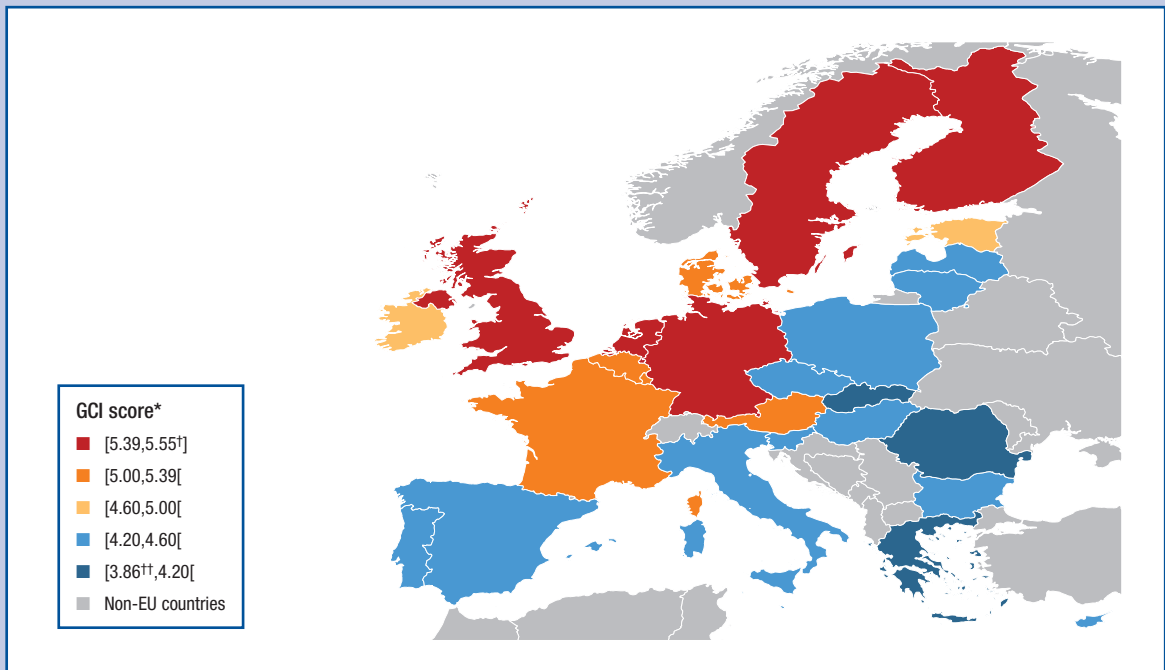 GCI score*
[5.39,5.55†]
[5.00,5.39[
[4.60,5.00[
[4.20,4.60[
[3.86††,4.20[
Non-EU countries